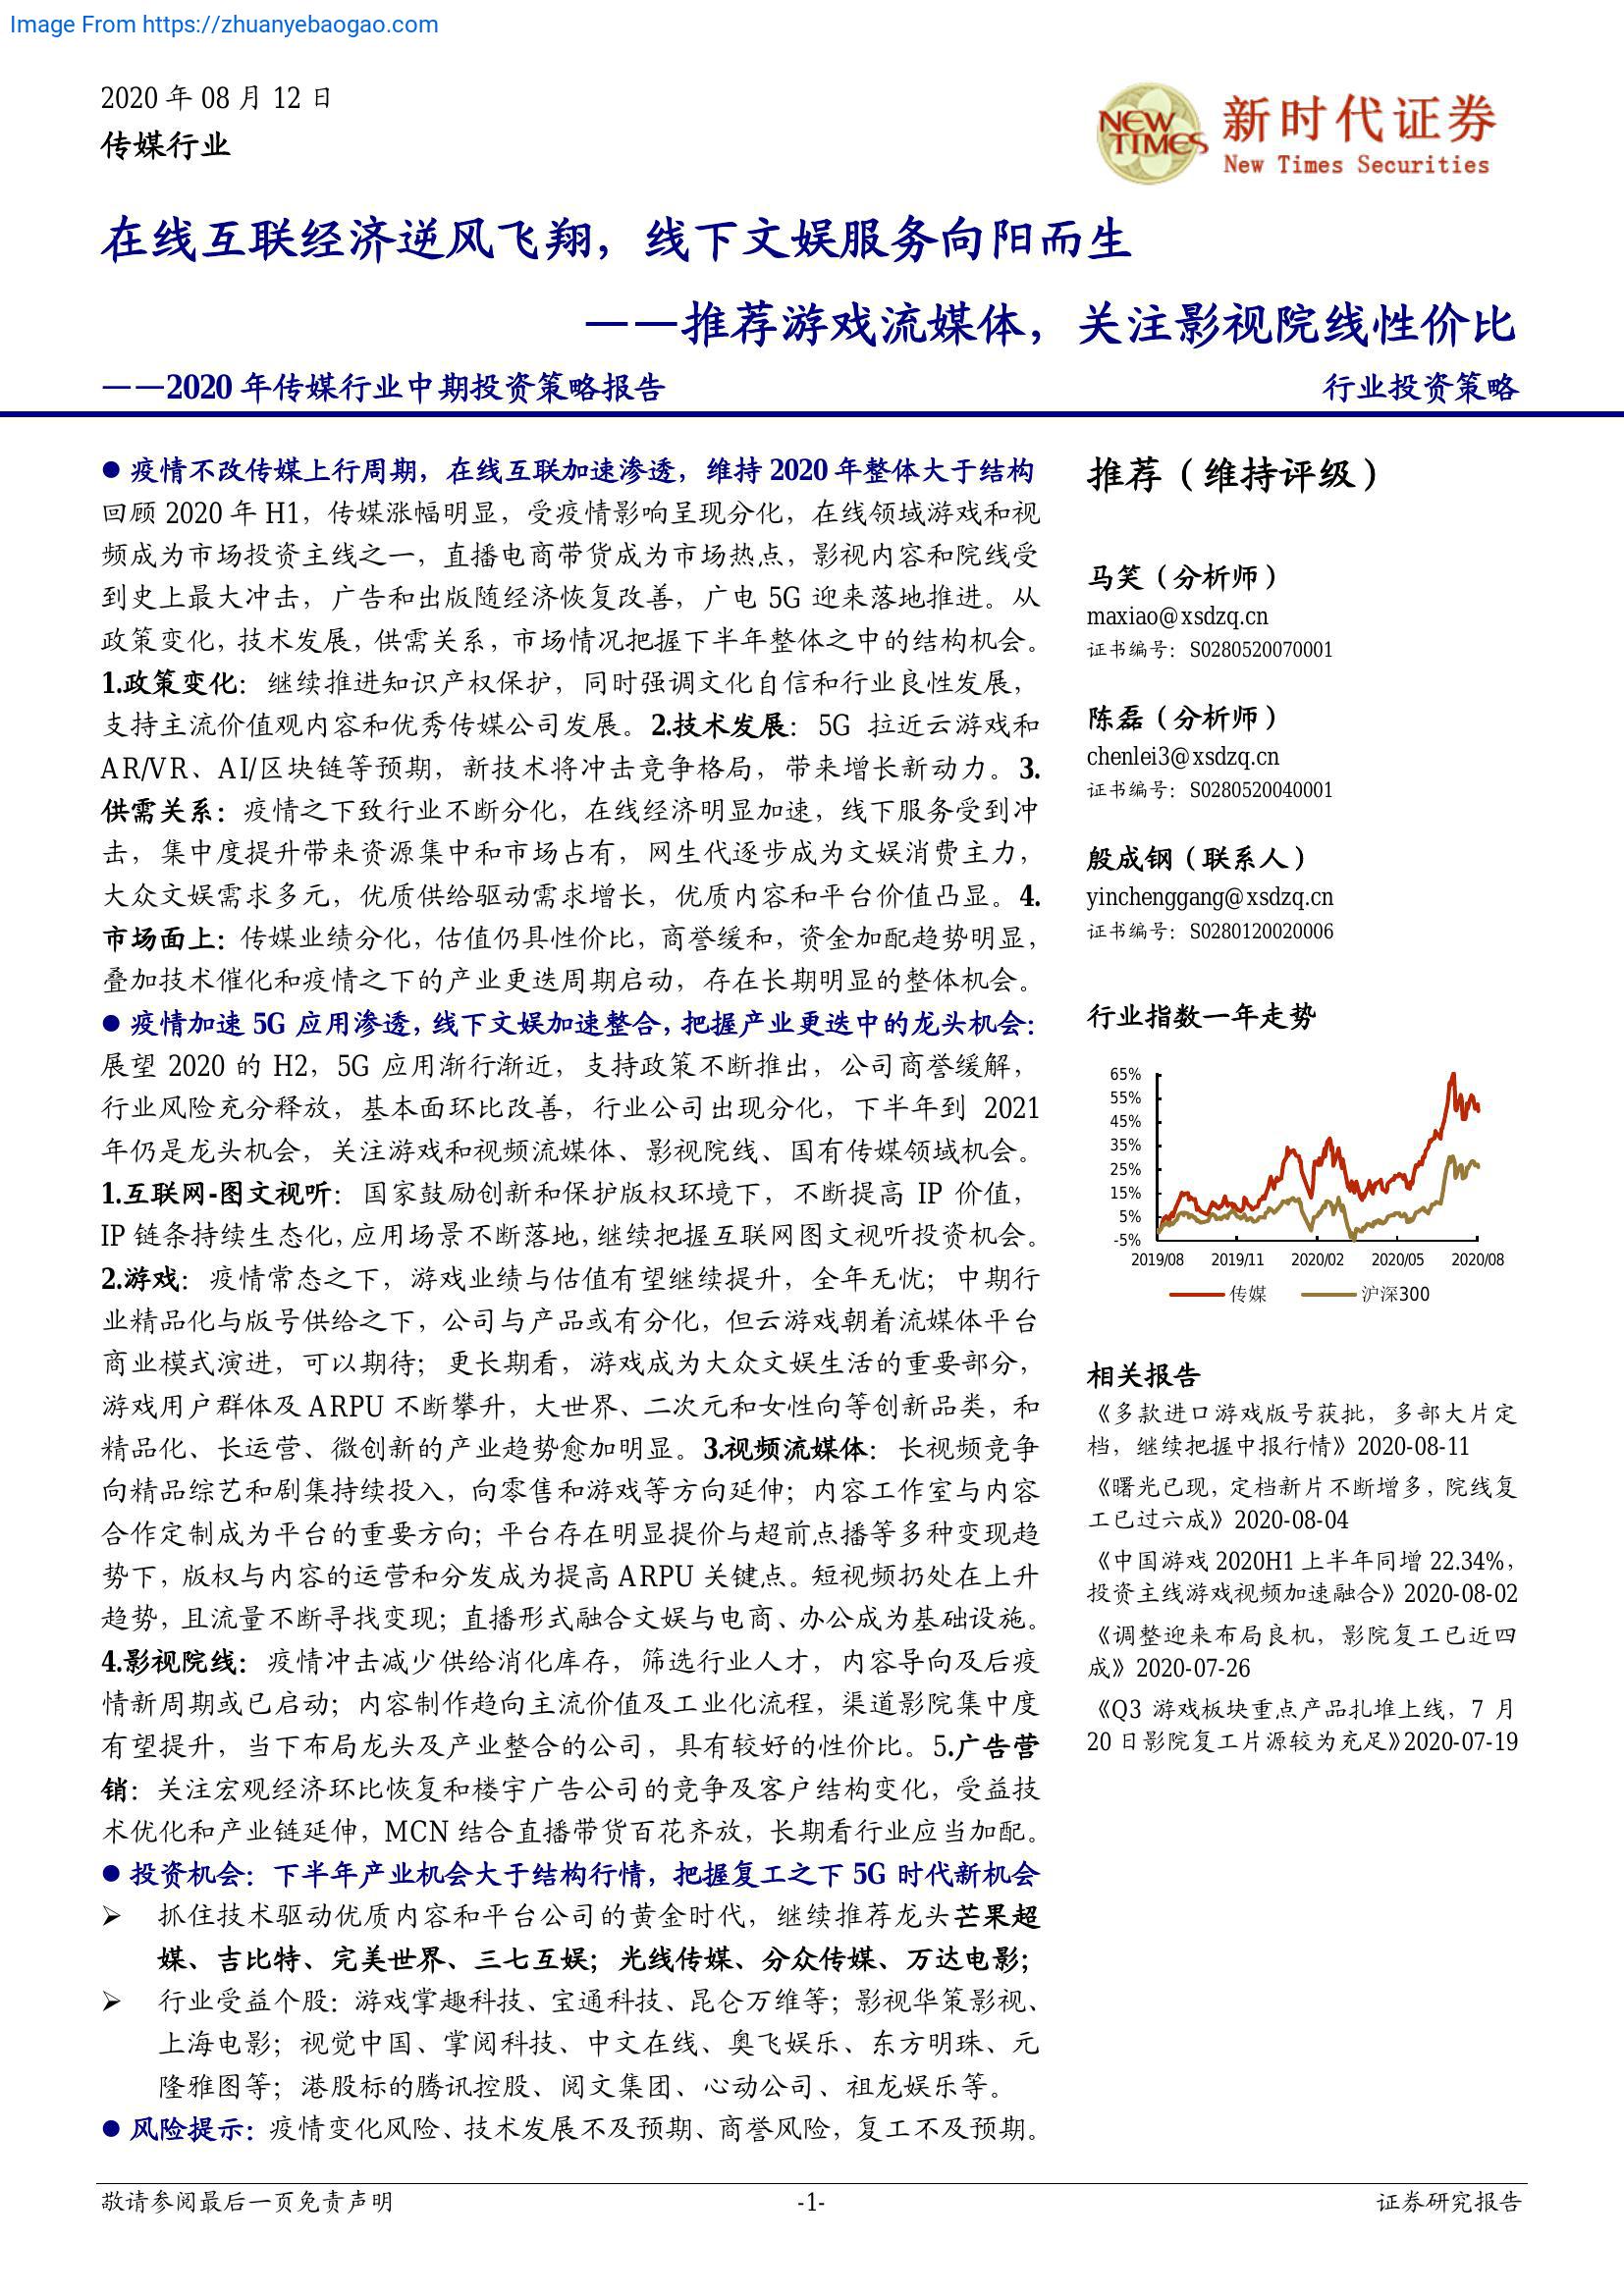 Image From https://zhuanyebaogao.com
2020 年 08 月 12 日
传媒行业
NEW TIMES
新时代证券
New Times Securities
在线互联经济逆风飞翔，线下文娱服务向阳而生
——推荐游戏流媒体，关注影视院线性价比
——2020 年传媒行业中期投资策略报告
行业投资策略
● 疫情不改传媒上行周期，在线互联加速渗透，维持 2020 年整体大于结构
回顾 2020 年 H1，传媒涨幅明显，受疫情影响呈现分化，在线领域游戏和视
频成为市场投资主线之一，直播电商带货成为市场热点，影视内容和院线受
到史上最大冲击，广告和出版随经济恢复改善，广电 5G 迎来落地推进。从
政策变化，技术发展，供需关系，市场情况把握下半年整体之中的结构机会。
1.政策变化：继续推进知识产权保护，同时强调文化自信和行业良性发展，
支持主流价值观内容和优秀传媒公司发展。2.技术发展：5G 拉近云游戏和
AR/VR、AI/区块链等预期，新技术将冲击竞争格局，带来增长新动力。3.
供需关系：疫情之下致行业不断分化，在线经济明显加速，线下服务受到冲
击，集中度提升带来资源集中和市场占有，网生代逐步成为文娱消费主力，
大众文娱需求多元，优质供给驱动需求增长，优质内容和平台价值凸显。4.
市场面上：传媒业绩分化，估值仍具性价比，商誉缓和，资金加配趋势明显，
叠加技术催化和疫情之下的产业更迭周期启动，存在长期明显的整体机会。
● 疫情加速 5G 应用渗透，线下文娱加速整合，把握产业更迭中的龙头机会：
展望 2020 的 H2，5G 应用渐行渐近，支持政策不断推出，公司商誉缓解，
行业风险充分释放，基本面环比改善，行业公司出现分化，下半年到 2021
年仍是龙头机会，关注游戏和视频流媒体、影视院线、国有传媒领域机会。
1.互联网-图文视听：国家鼓励创新和保护版权环境下，不断提高 IP 价值，
IP 链条持续生态化，应用场景不断落地，继续把握互联网图文视听投资机会。
2.游戏：疫情常态之下，游戏业绩与估值有望继续提升，全年无忧；中期行
业精品化与版号供给之下，公司与产品或有分化，但云游戏朝着流媒体平台
商业模式演进，可以期待；更长期看，游戏成为大众文娱生活的重要部分，
游戏用户群体及 ARPU 不断攀升，大世界、二次元和女性向等创新品类，和
精品化、长运营、微创新的产业趋势愈加明显。3.视频流媒体：长视频竞争
向精品综艺和剧集持续投入，向零售和游戏等方向延伸；内容工作室与内容
合作定制成为平台的重要方向；平台存在明显提价与超前点播等多种变现趋
势下，版权与内容的运营和分发成为提高 ARPU 关键点。短视频扔处在上升
趋势，且流量不断寻找变现；直播形式融合文娱与电商、办公成为基础设施。
4.影视院线：疫情冲击减少供给消化库存，筛选行业人才，内容导向及后疫
情新周期或已启动；内容制作趋向主流价值及工业化流程，渠道影院集中度
有望提升，当下布局龙头及产业整合的公司，具有较好的性价比。5.广告营
销：关注宏观经济环比恢复和楼宇广告公司的竞争及客户结构变化，受益技
术优化和产业链延伸，MCN 结合直播带货百花齐放，长期看行业应当加配。
● 投资机会：下半年产业机会大于结构行情，把握复工之下 5G 时代新机会
➢ 抓住技术驱动优质内容和平台公司的黄金时代，继续推荐龙头芒果超
媒、吉比特、完美世界、三七互娱；光线传媒、分众传媒、万达电影；
➢ 行业受益个股：游戏掌趣科技、宝通科技、昆仑万维等；影视华策影视、
上海电影；视觉中国、掌阅科技、中文在线、奥飞娱乐、东方明珠、元
隆雅图等；港股标的腾讯控股、阅文集团、心动公司、祖龙娱乐等。
● 风险提示：疫情变化风险、技术发展不及预期、商誉风险，复工不及预期。
推荐（维持评级）
马笑（分析师）
maxiao@xsdzq.cn
证书编号：S0280520070001
陈磊（分析师）
chenlei3@xsdzq.cn
证书编号：S0280520040001
殷成钢（联系人）
yinchenggang@xsdzq.cn
证书编号：S0280120020006
行业指数一年走势
65%
55%
45%
35%
25%
15%
5%
-5%
2019/08 2019/11 2020/02 2020/05 2020/08
传媒 沪深300
相关报告
《多款进口游戏版号获批，多部大片定
档，继续把握中报行情》2020-08-11
《曙光已现，定档新片不断增多，院线复
工已过六成》2020-08-04
《中国游戏 2020H1 上半年同增 22.34%，
投资主线游戏视频加速融合》2020-08-02
《调整迎来布局良机，影院复工已近四
成》2020-07-26
《Q3 游戏板块重点产品扎堆上线，7 月
20 日影院复工片源较为充足》2020-07-19
敬请参阅最后一页免责声明
-1-
证券研究报告